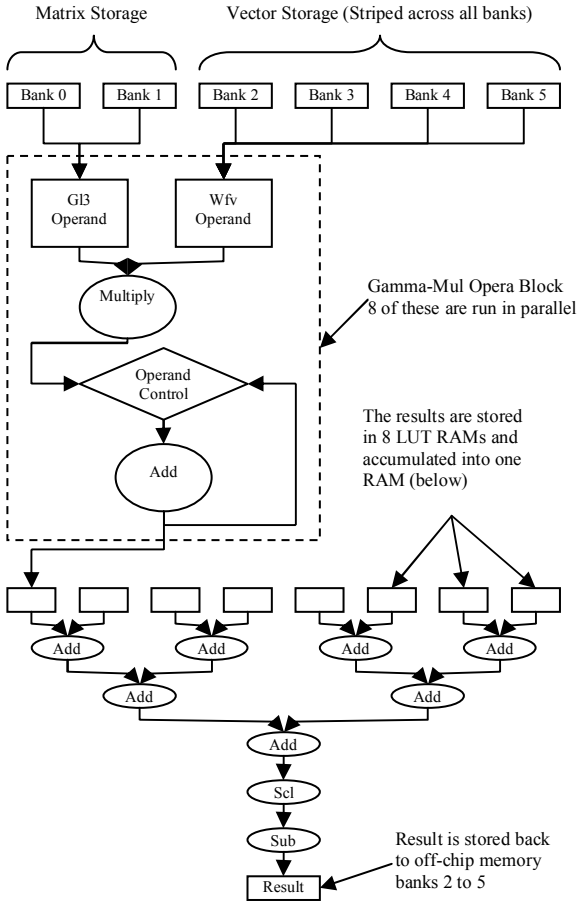 Matrix Storage
Vector Storage (Striped across all banks)
Bank 0
Bank 1
Bank 2
Bank 3
Bank 4
Bank 5
Gl3
Operand
Wfv
Operand
Multiply
Gamma-Mul Opera Block
8 of these are run in parallel
Operand
Control
Add
The results are stored
in 8 LUT RAMs and
accumulated into one
RAM (below)
Add
Add
Add
Add
Add
Add
Add
Scl
Sub
Result
Result is stored back
to off-chip memory
banks 2 to 5